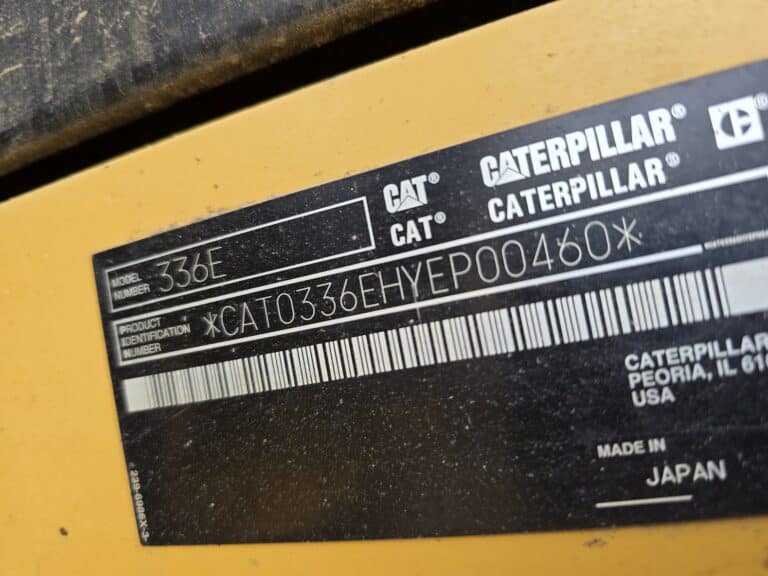 CAT® CATERPILLAR®
CAT® CATERPILLAR®
MODEL NUMBER 336E
PRODUCT IDENTIFICATION NUMBER *CAT0336EHYEP00460*
CATERPILLAR
PEORIA, IL
USA
MADE IN
JAPAN